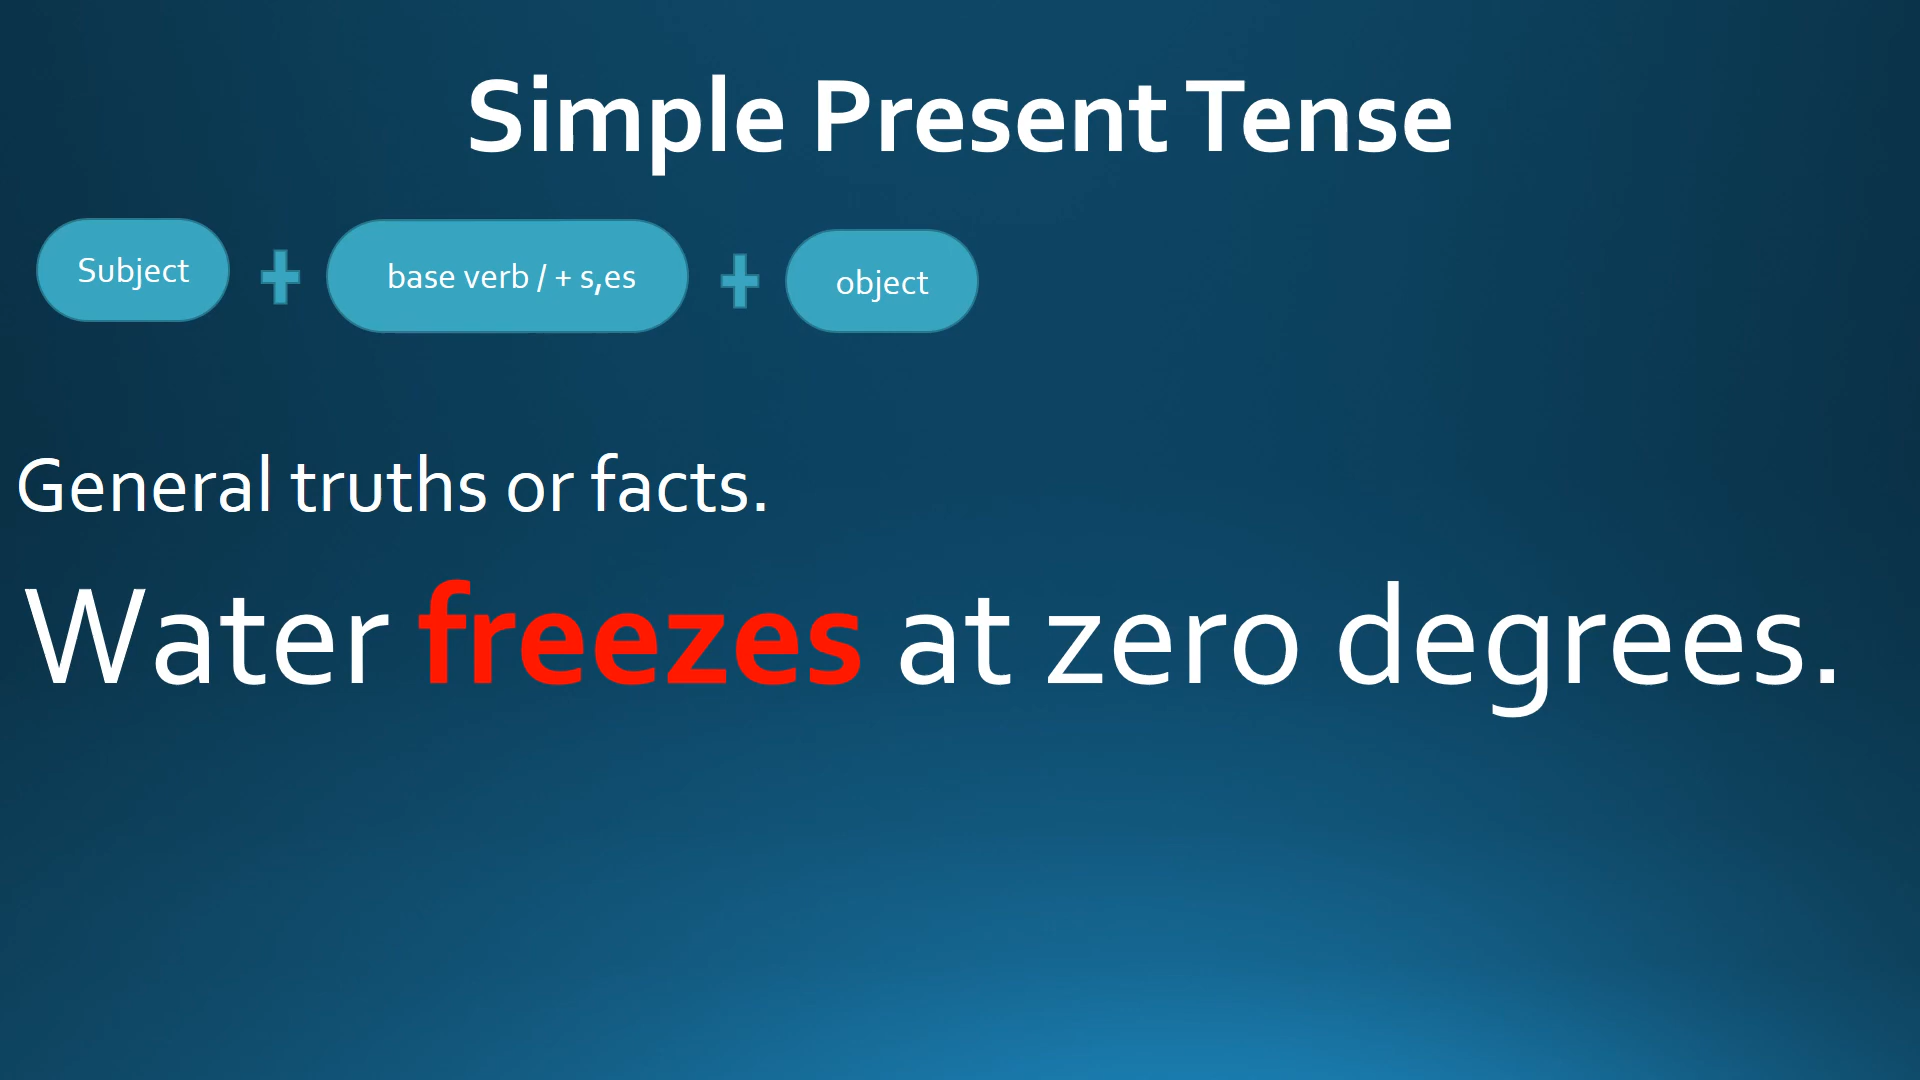 Simple Present Tense
Subject + base verb / + s,es + object
General truths or facts.
Water freezes at zero degrees.